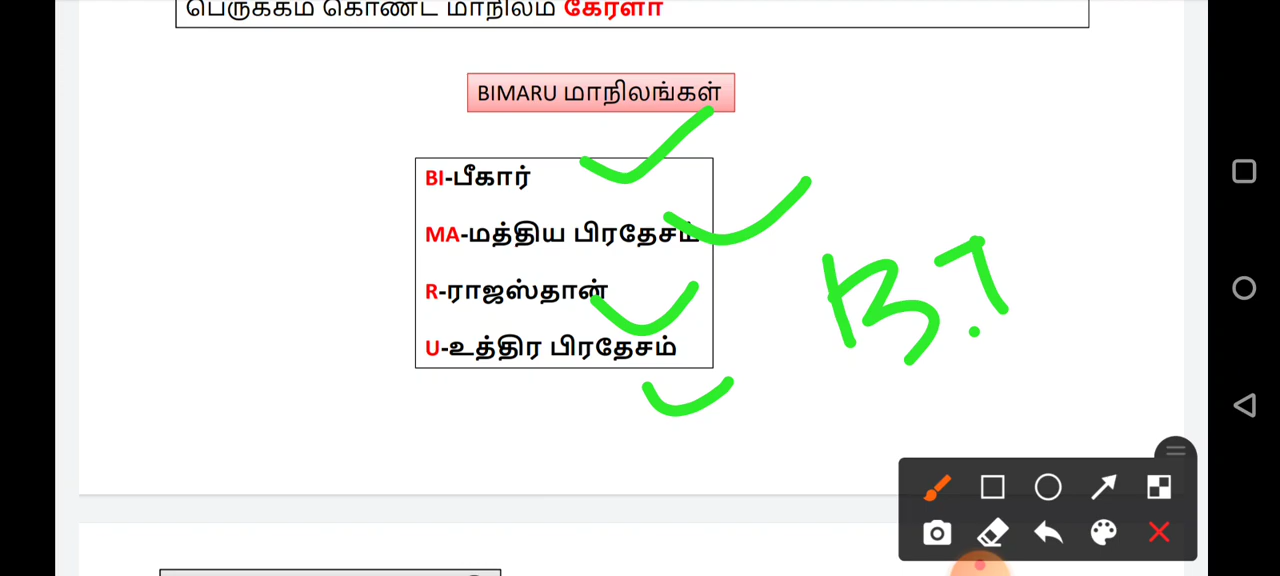 பெருக்கம் கொண்ட மாநிலம் கேரளா
BIMARU மாநிலங்கள்
BI-பீகார்
MA-மத்திய பிரதேசம்
R-ராஜஸ்தான்
U-உத்திர பிரதேசம்